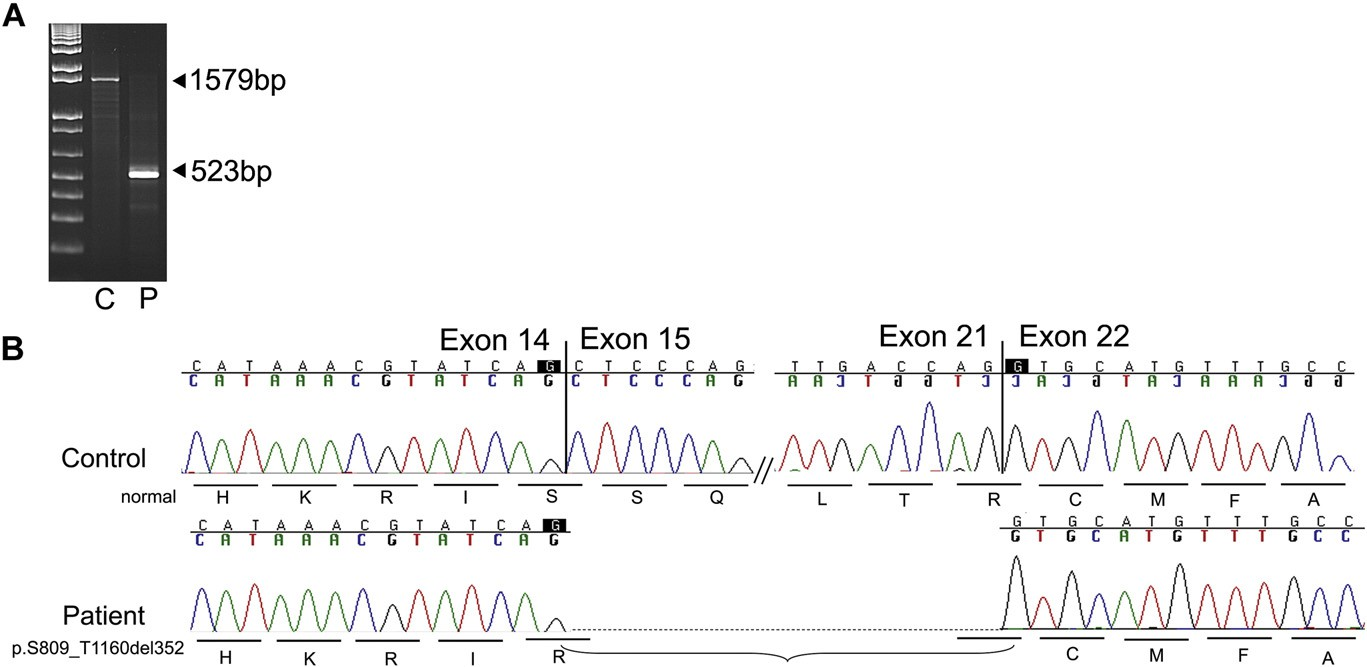 A
1579bp
523bp
C P
B
Exon 14 Exon 15 Exon 21 Exon 22
C A T A A A C G T A T C A G C T C C C A G T T G A C C A G G T G C A T G T T T G C C
C A T A A A C G T A T C A G C T C C C A G A A C T G G T C C A C G T A C A A A C G G
Control
normal H K R I S S Q // L T R C M F A
C A T A A A C G T A T C A G G T G C A T G T T T G C C
C A T A A A C G T A T C A G G T G C A T G T T T G C C
Patient
p.S809_T1160del352 H K R I R C M F A